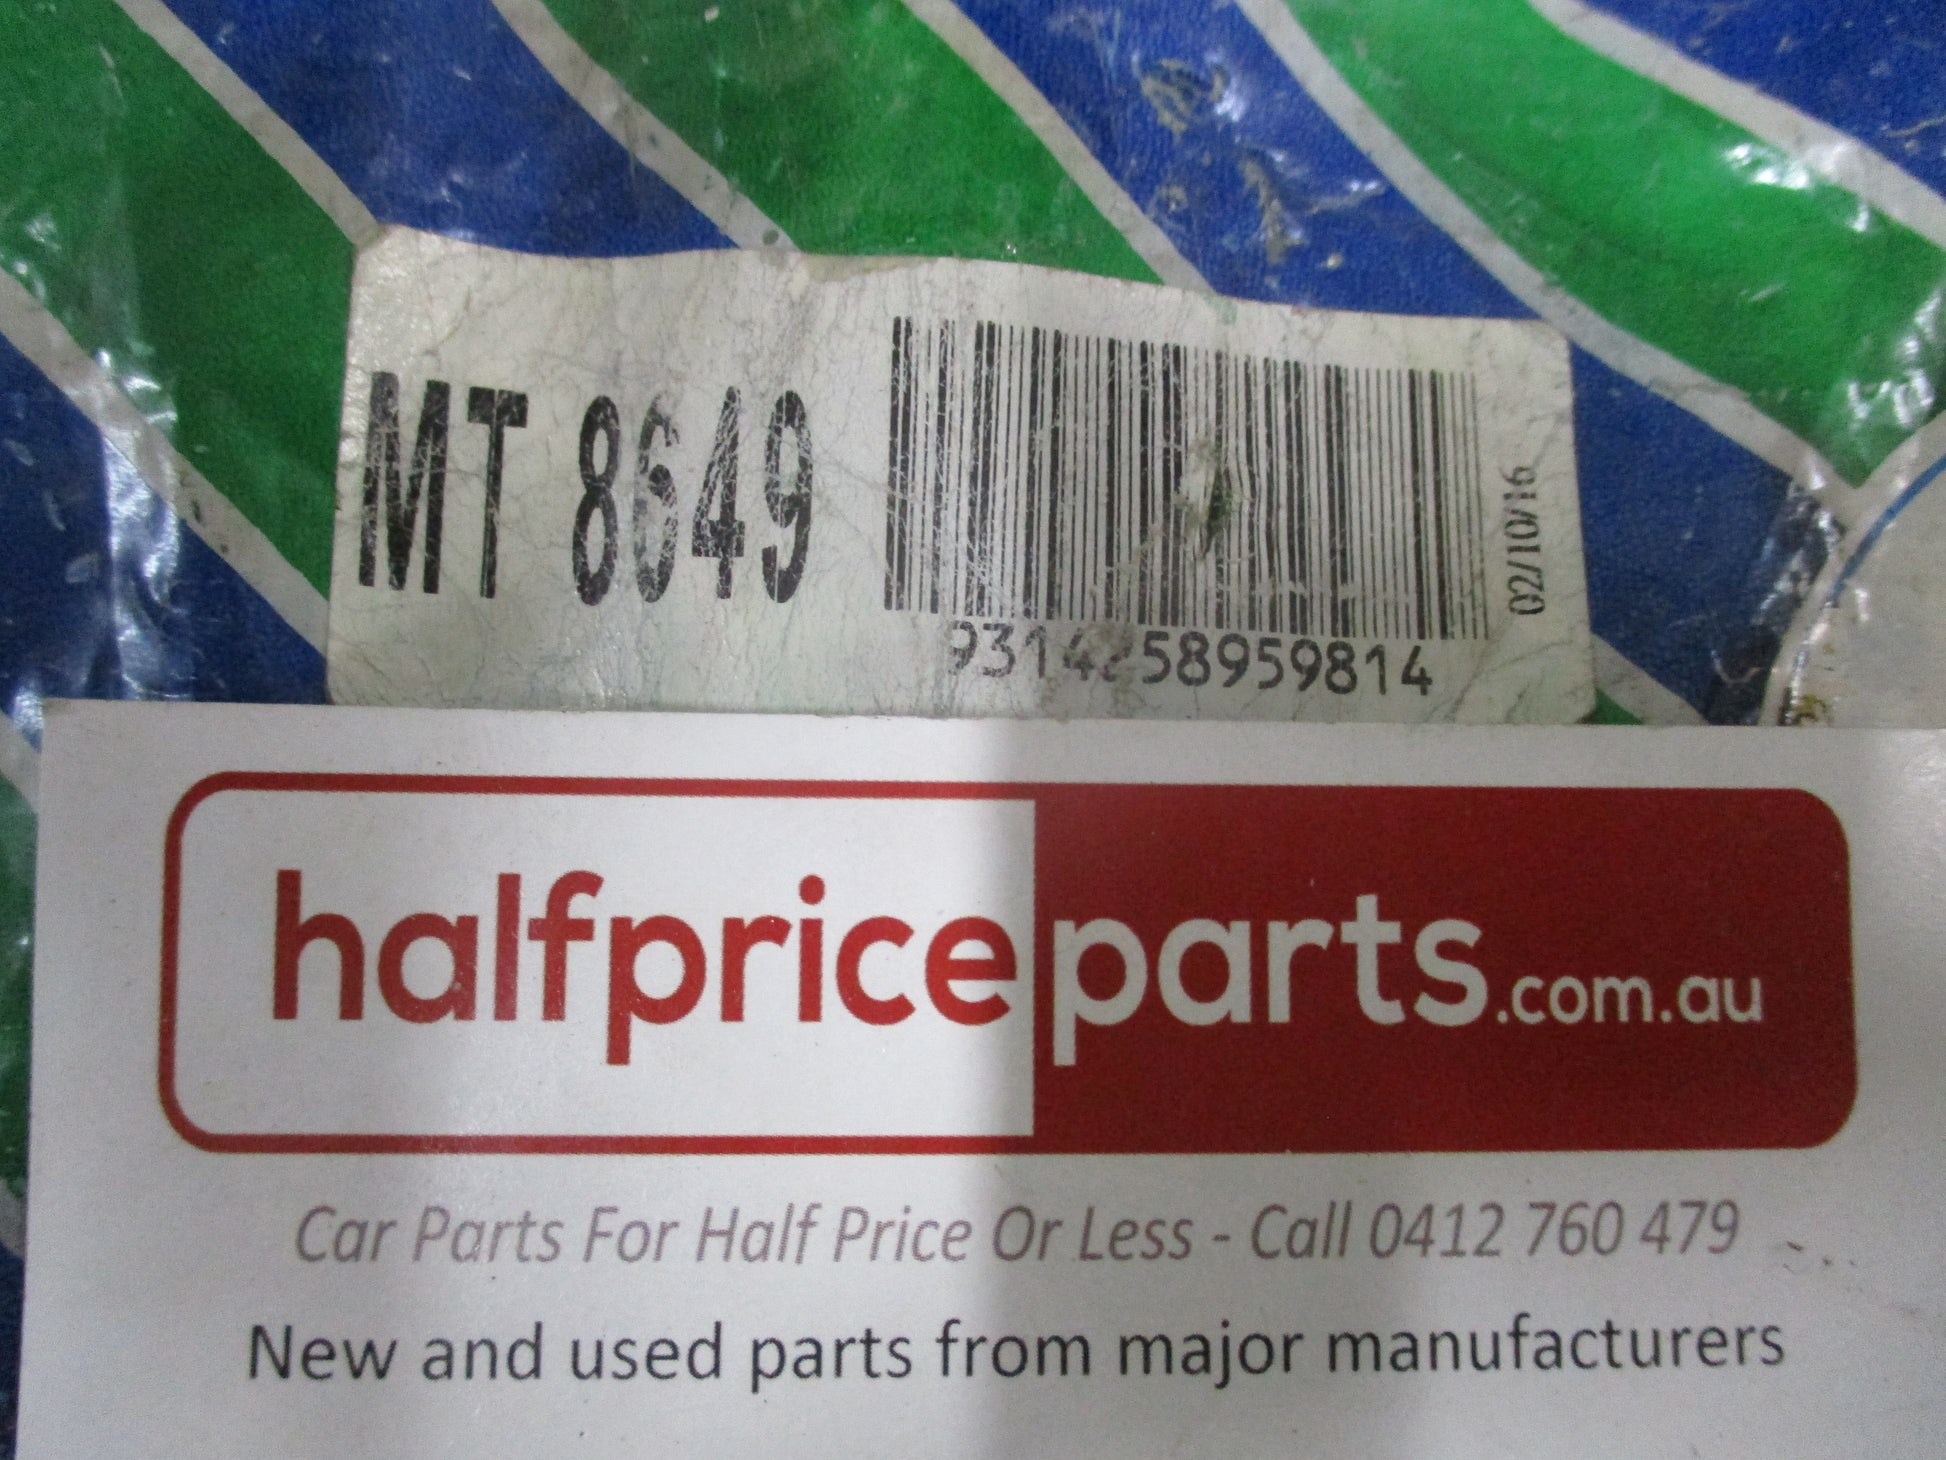 MT 8649
02/10/16
9314258959814
halfpriceparts.com.au
Car Parts For Half Price Or Less - Call 0412 760 479
New and used parts from major manufacturers